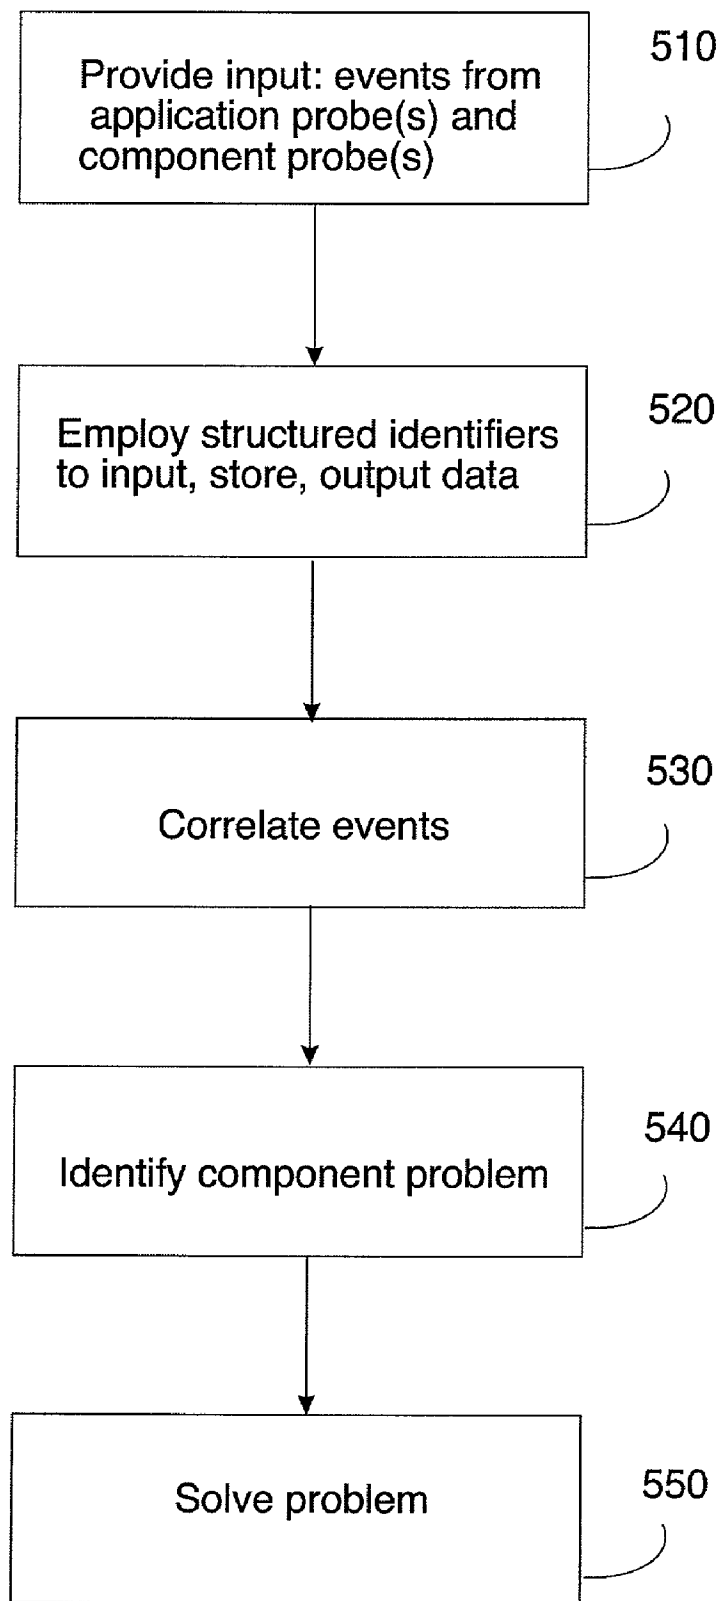 510
Provide input: events from
application probe(s) and
component probe(s)
520
Employ structured identifiers
to input, store, output data
530
Correlate events
540
Identify component problem
550
Solve problem